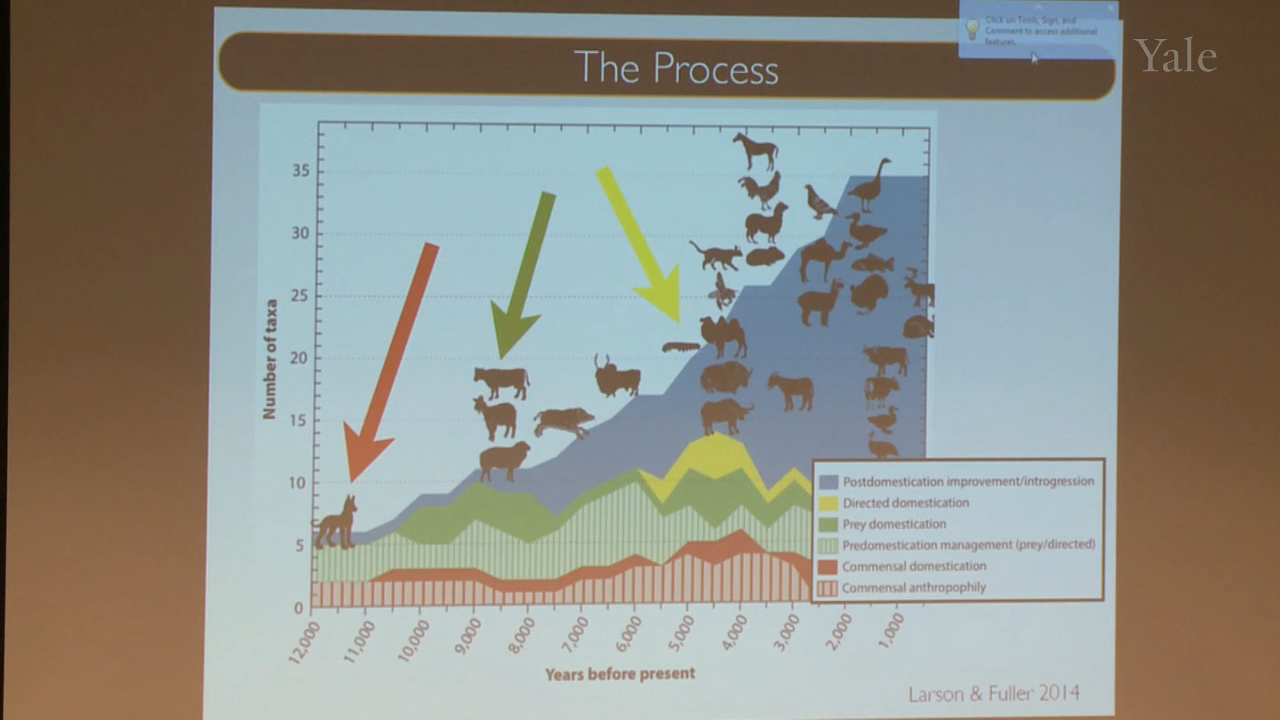 Click on Tools, Sign, and
Comment to access additional
features.
Yale
The Process
Number of taxa
35
30
25
20
15
10
5
0
12,000
11,000
10,000
9,000
8,000
7,000
6,000
5,000
4,000
3,000
2,000
1,000
Years before present
Postdomestication improvement/introgression
Directed domestication
Prey domestication
Predomestication management (prey/directed)
Commensal domestication
Commensal anthropophily
Larson & Fuller 2014